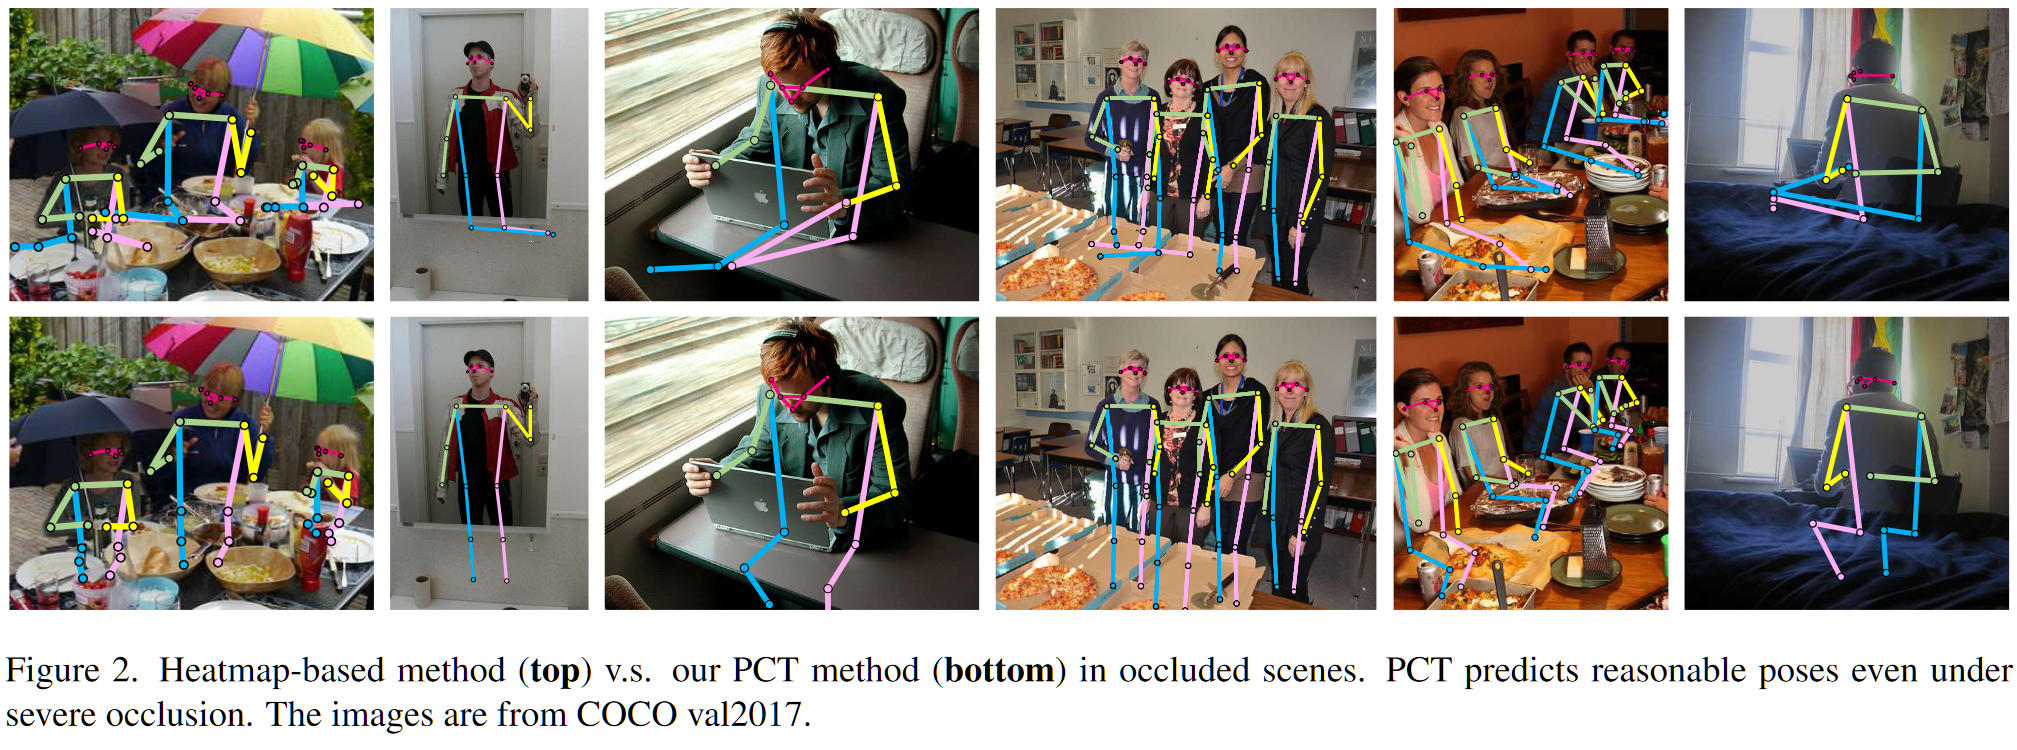 Figure 2. Heatmap-based method (top) v.s. our PCT method (bottom) in occluded scenes. PCT predicts reasonable poses even under
severe occlusion. The images are from COCO val2017.